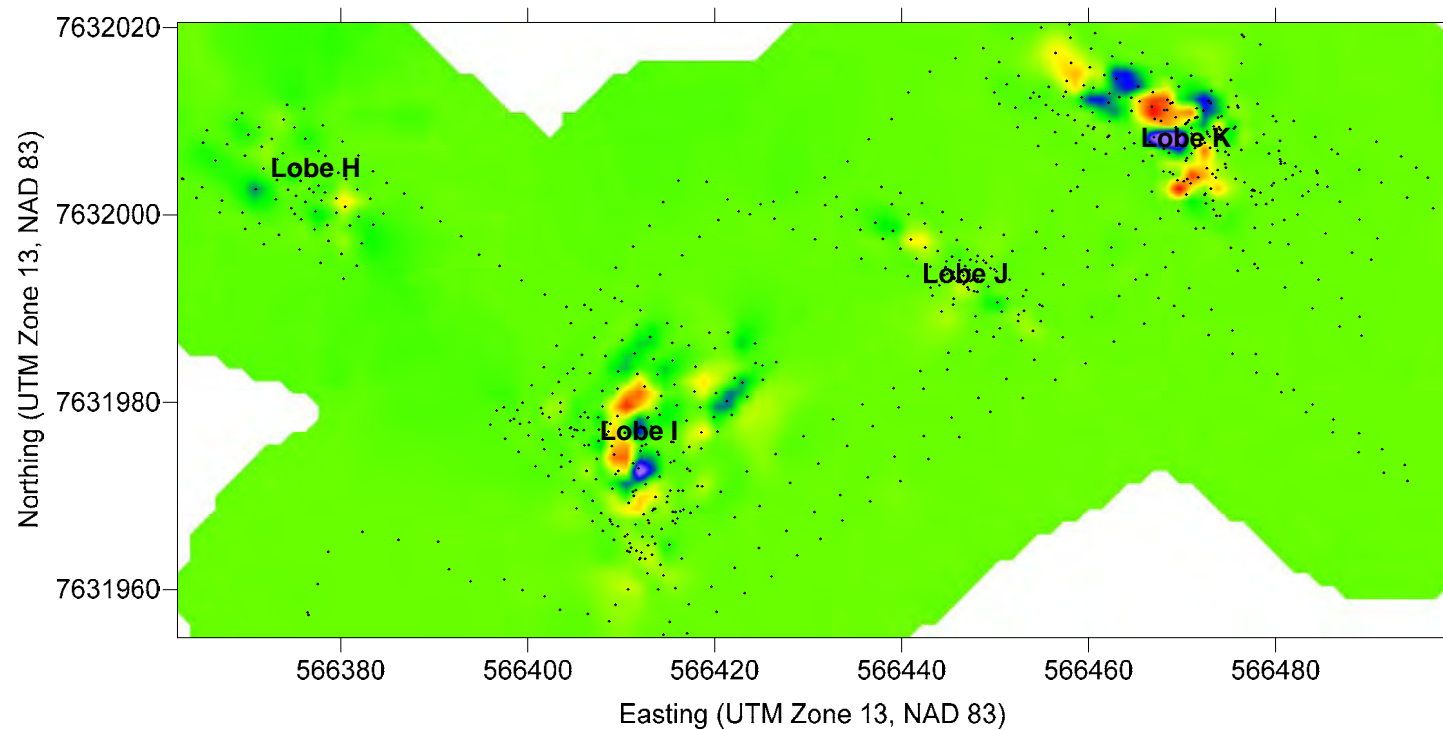 7632020
7632000
7631980
7631960
Northing (UTM Zone 13, NAD 83)
Lobe H
Lobe K
Lobe J
Lobe I
566380
566400
566420
566440
566460
566480
Easting (UTM Zone 13, NAD 83)